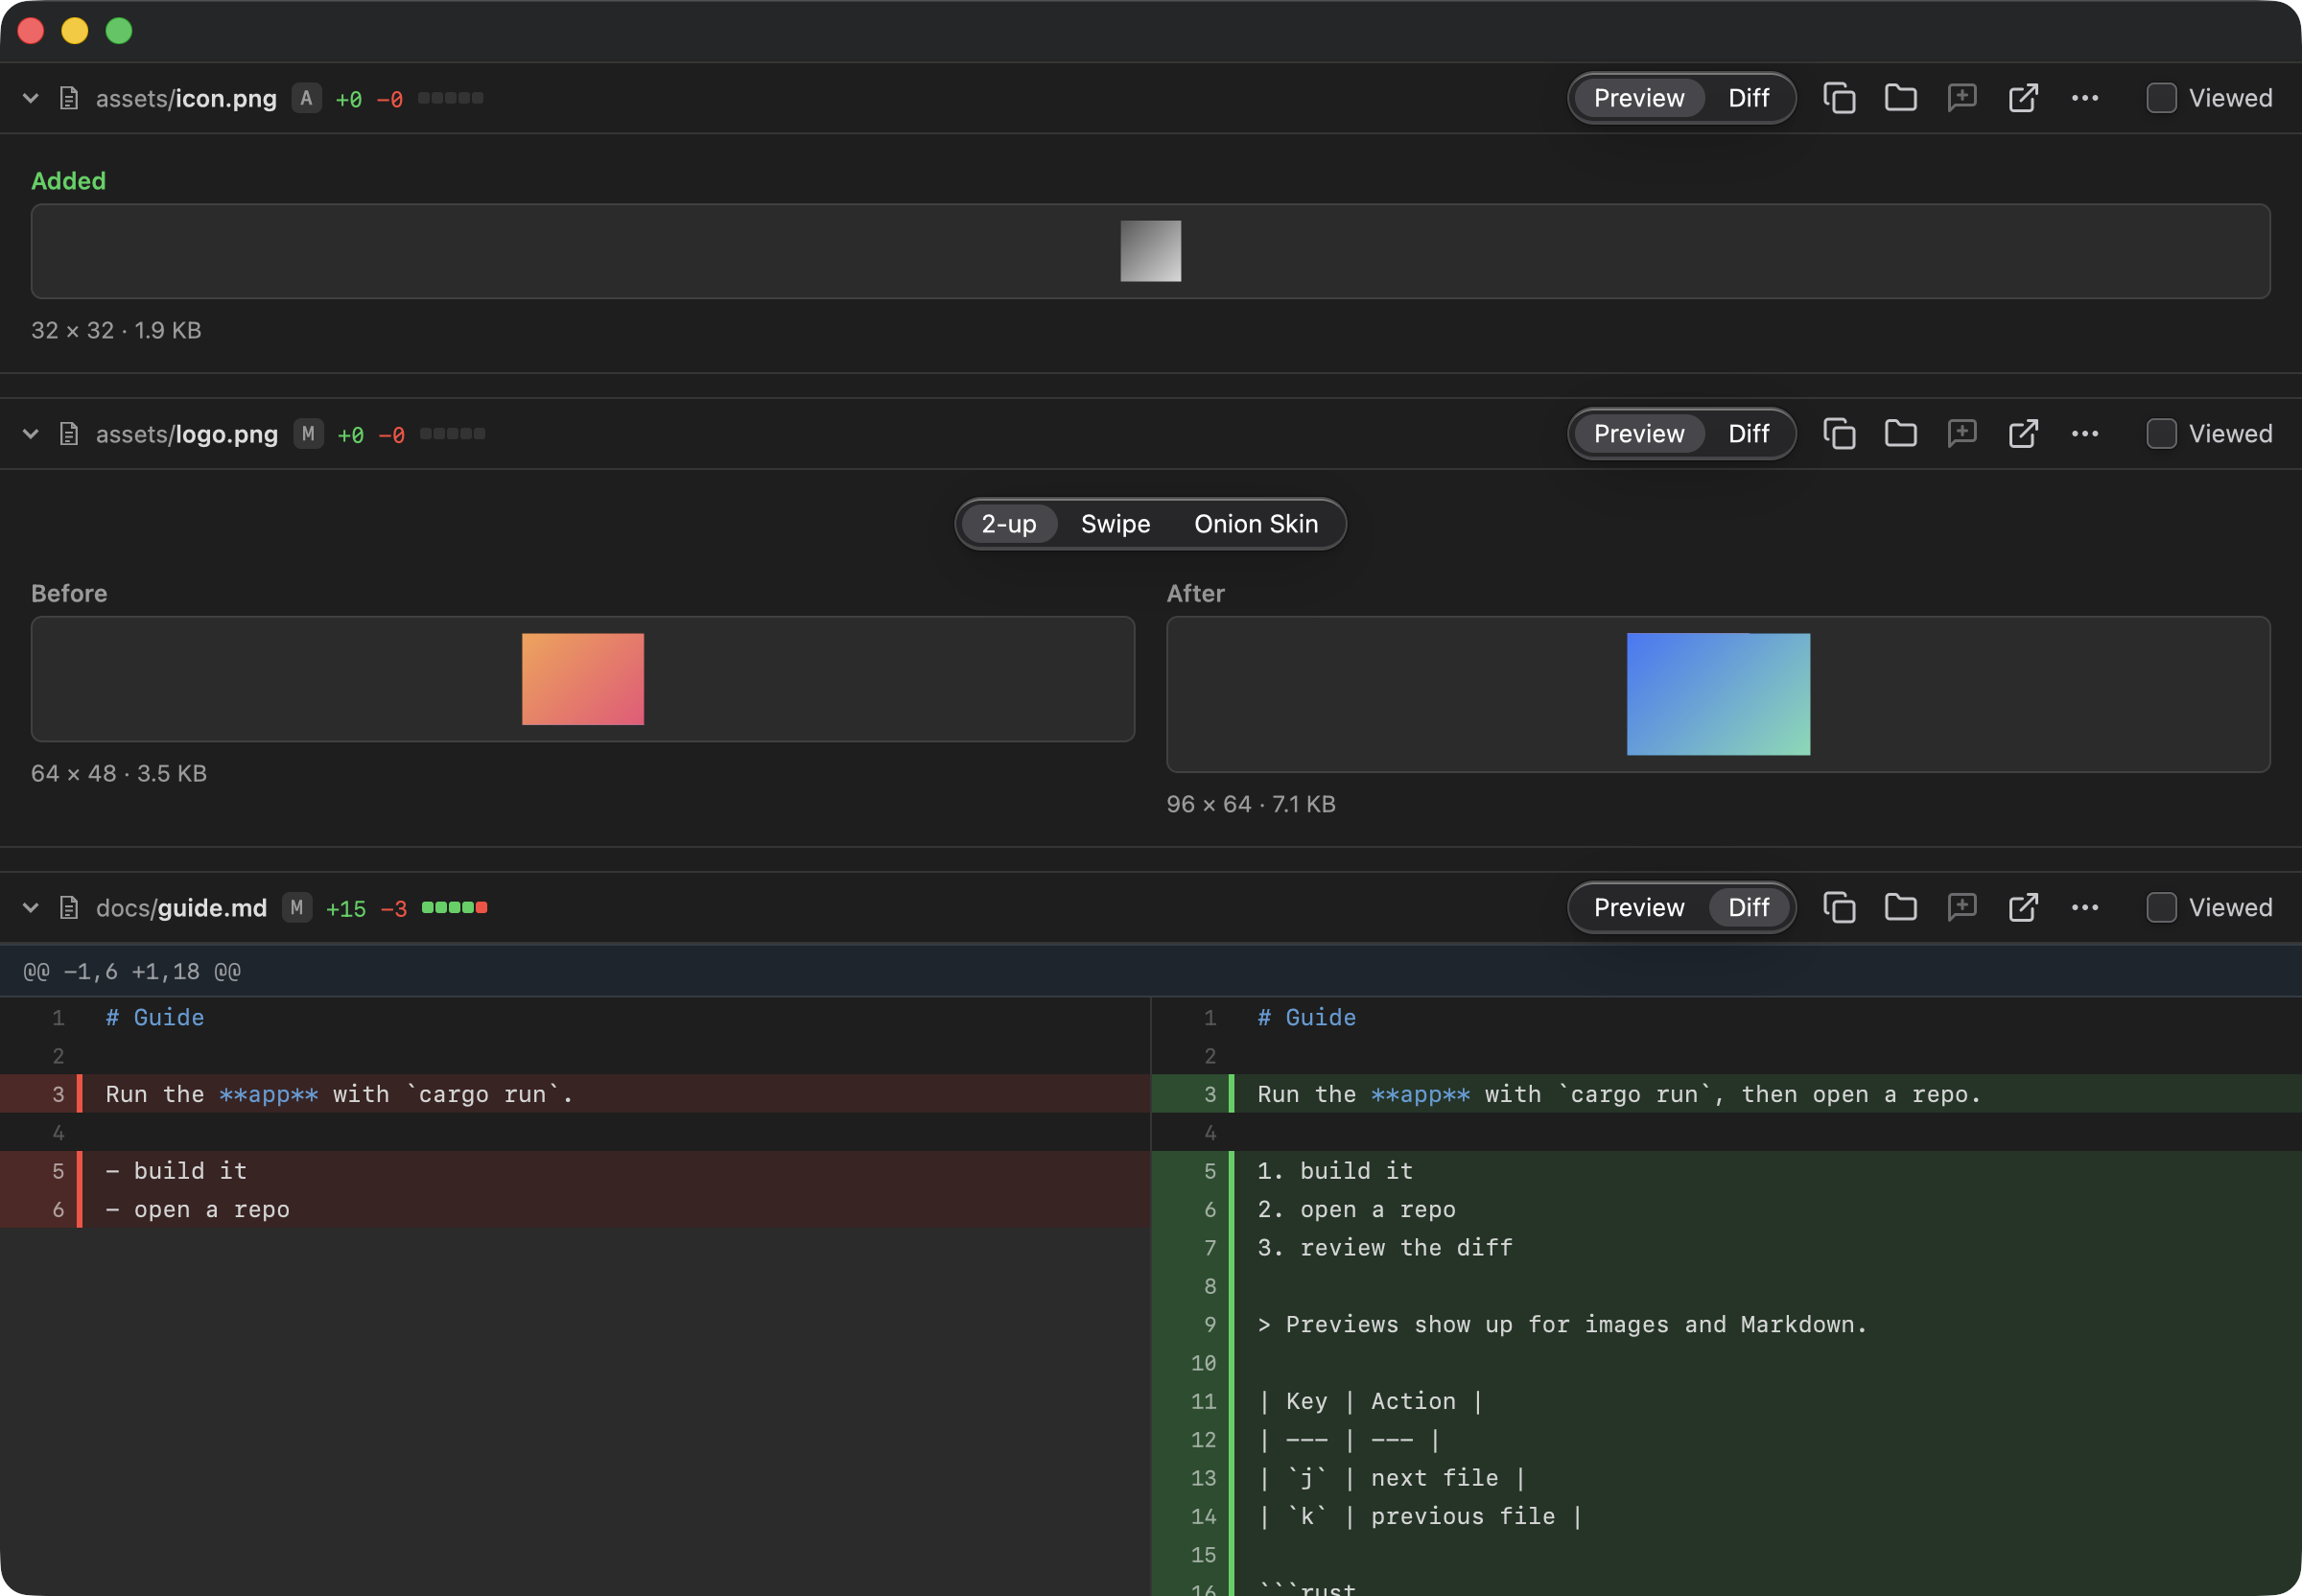 assets/icon.png A +0 −0 Preview Diff Viewed
Added
32 × 32 · 1.9 KB
assets/logo.png M +0 −0 Preview Diff Viewed
2-up Swipe Onion Skin
Before After
64 × 48 · 3.5 KB
96 × 64 · 7.1 KB
docs/guide.md M +15 −3 Preview Diff Viewed
@@ −1,6 +1,18 @@
1 # Guide
2
3 Run the **app** with `cargo run`.
4
5 - build it
6 - open a repo
1 # Guide
2
3 Run the **app** with `cargo run`, then open a repo.
4
5 1. build it
6 2. open a repo
7 3. review the diff
8
9 > Previews show up for images and Markdown.
10
11 | Key | Action |
12 | --- | --- |
13 | `j` | next file |
14 | `k` | previous file |
15
16 ```rust